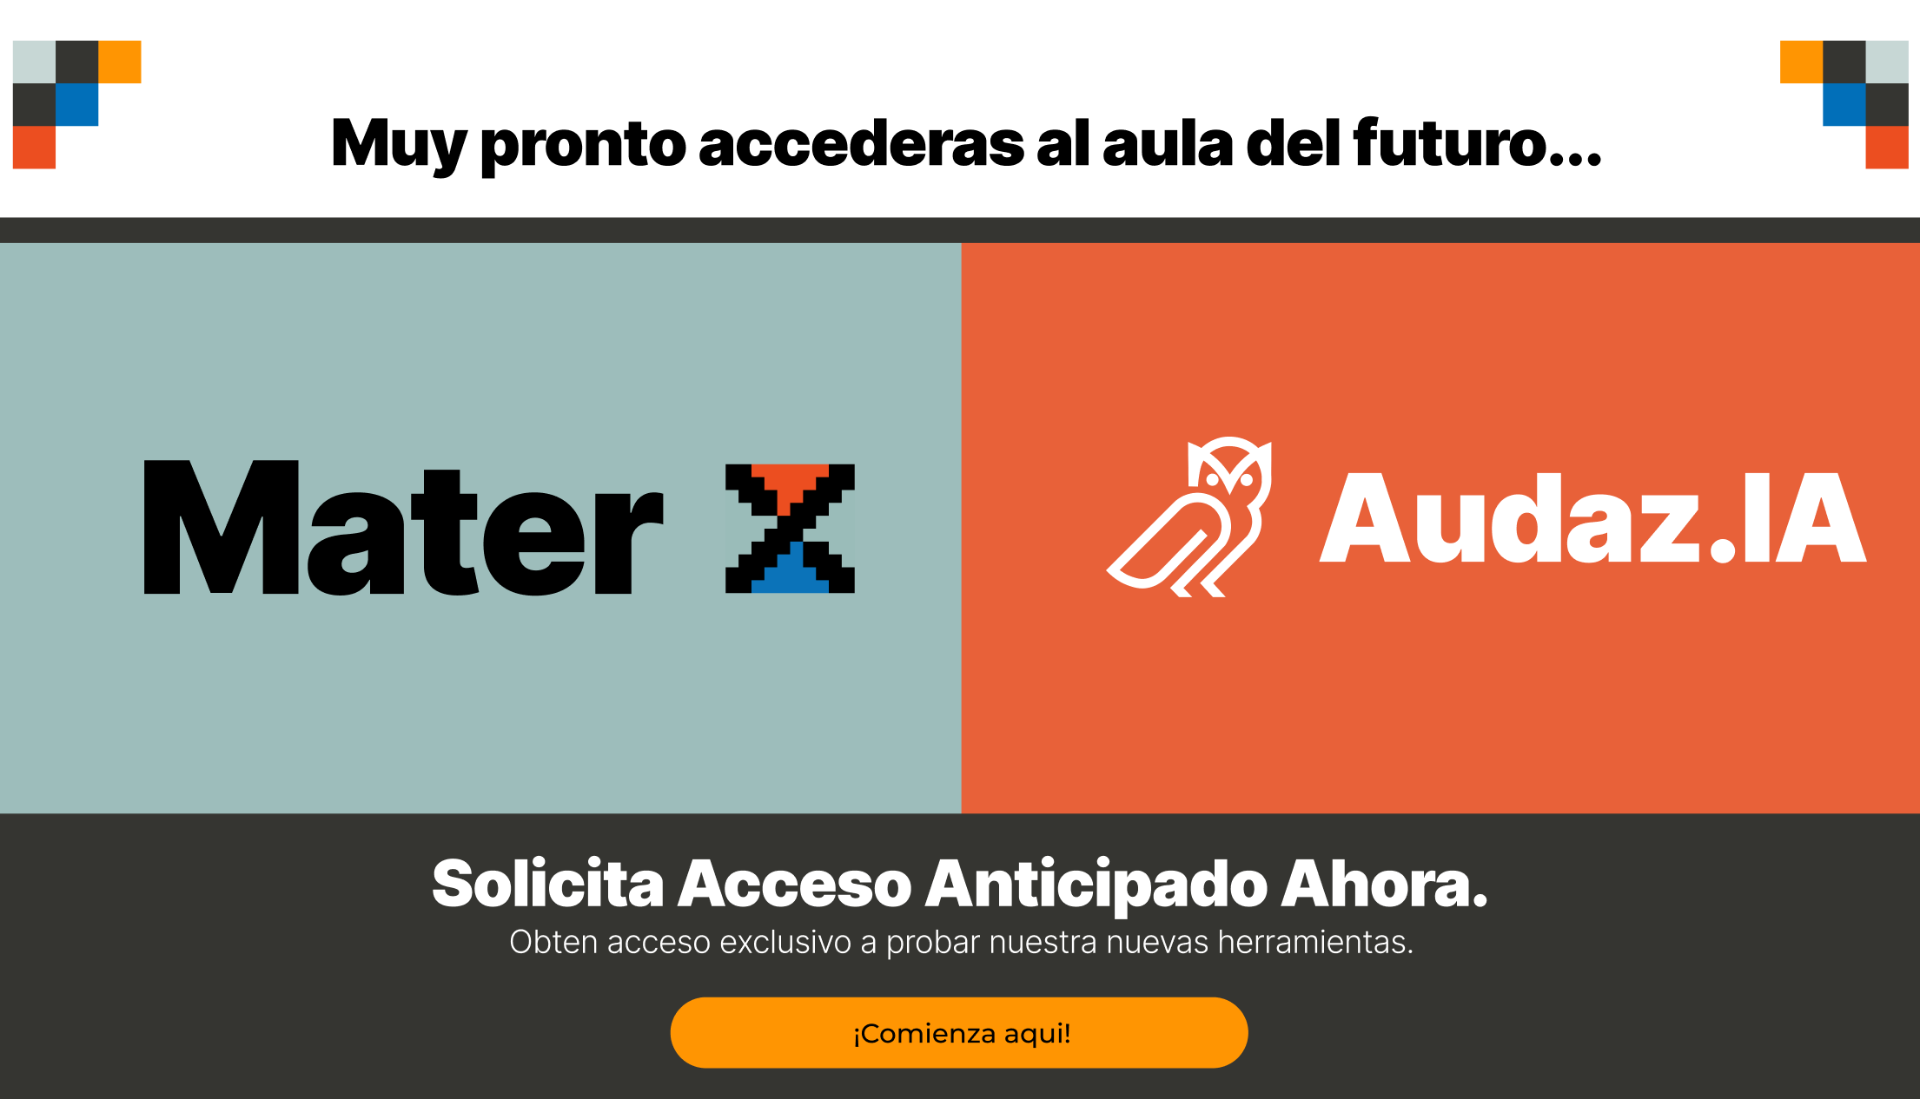 Muy pronto accederas al aula del futuro...
Mater X
Audaz.IA
Solicita Acceso Anticipado Ahora.
Obten acceso exclusivo a probar nuestra nuevas herramientas.
¡Comienza aqui!